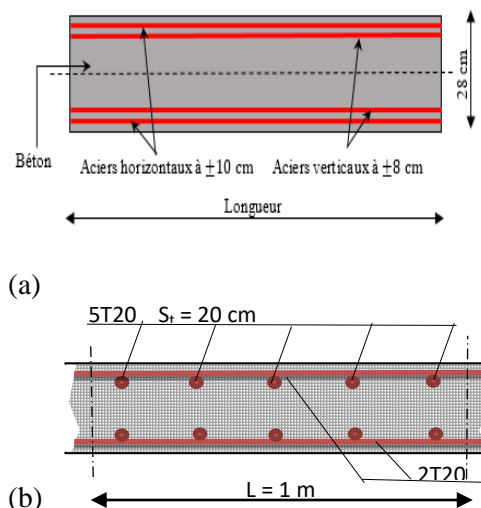 28 cm
Béton
Aciers horizontaux à ±10 cm
Aciers verticaux à ±8 cm
Longueur
(a)
5T20 Sₜ = 20 cm
2T20
L = 1 m
(b)